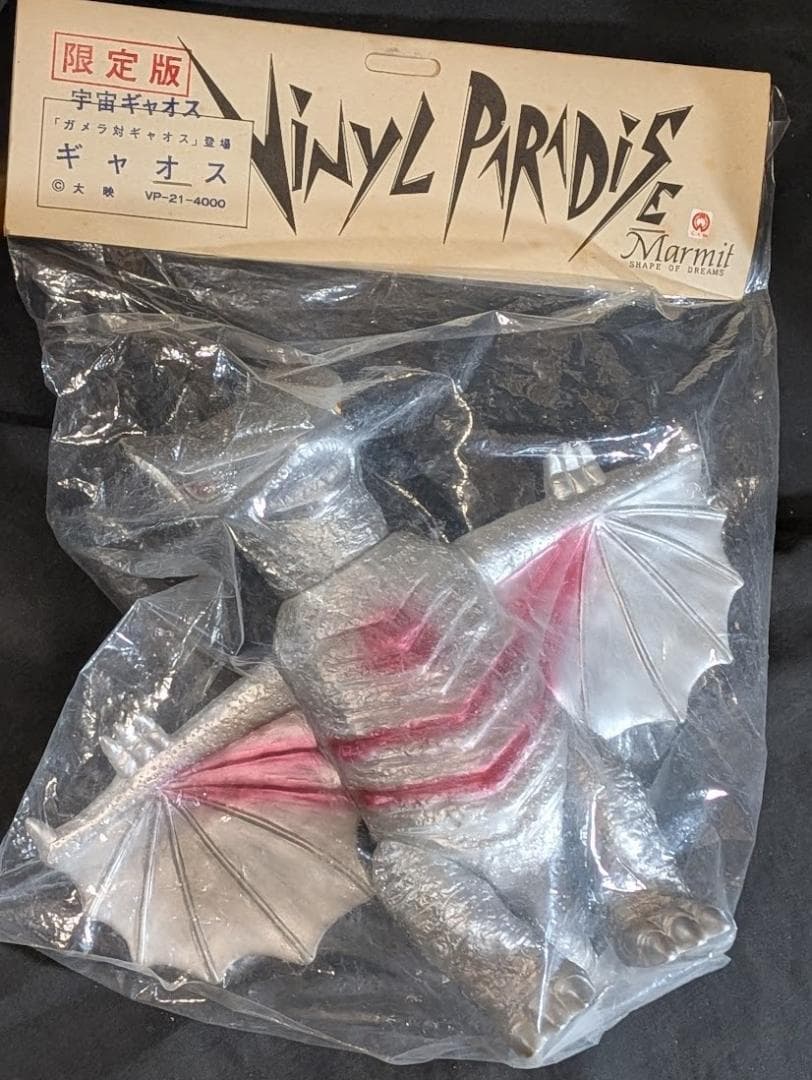 限定版
宇宙ギャオス
「ガメラ対ギャオス」登場
ギャオス
© 大映 VP-21-4000
VINYL PARADISE
Marmit
SHAPE OF DREAMS